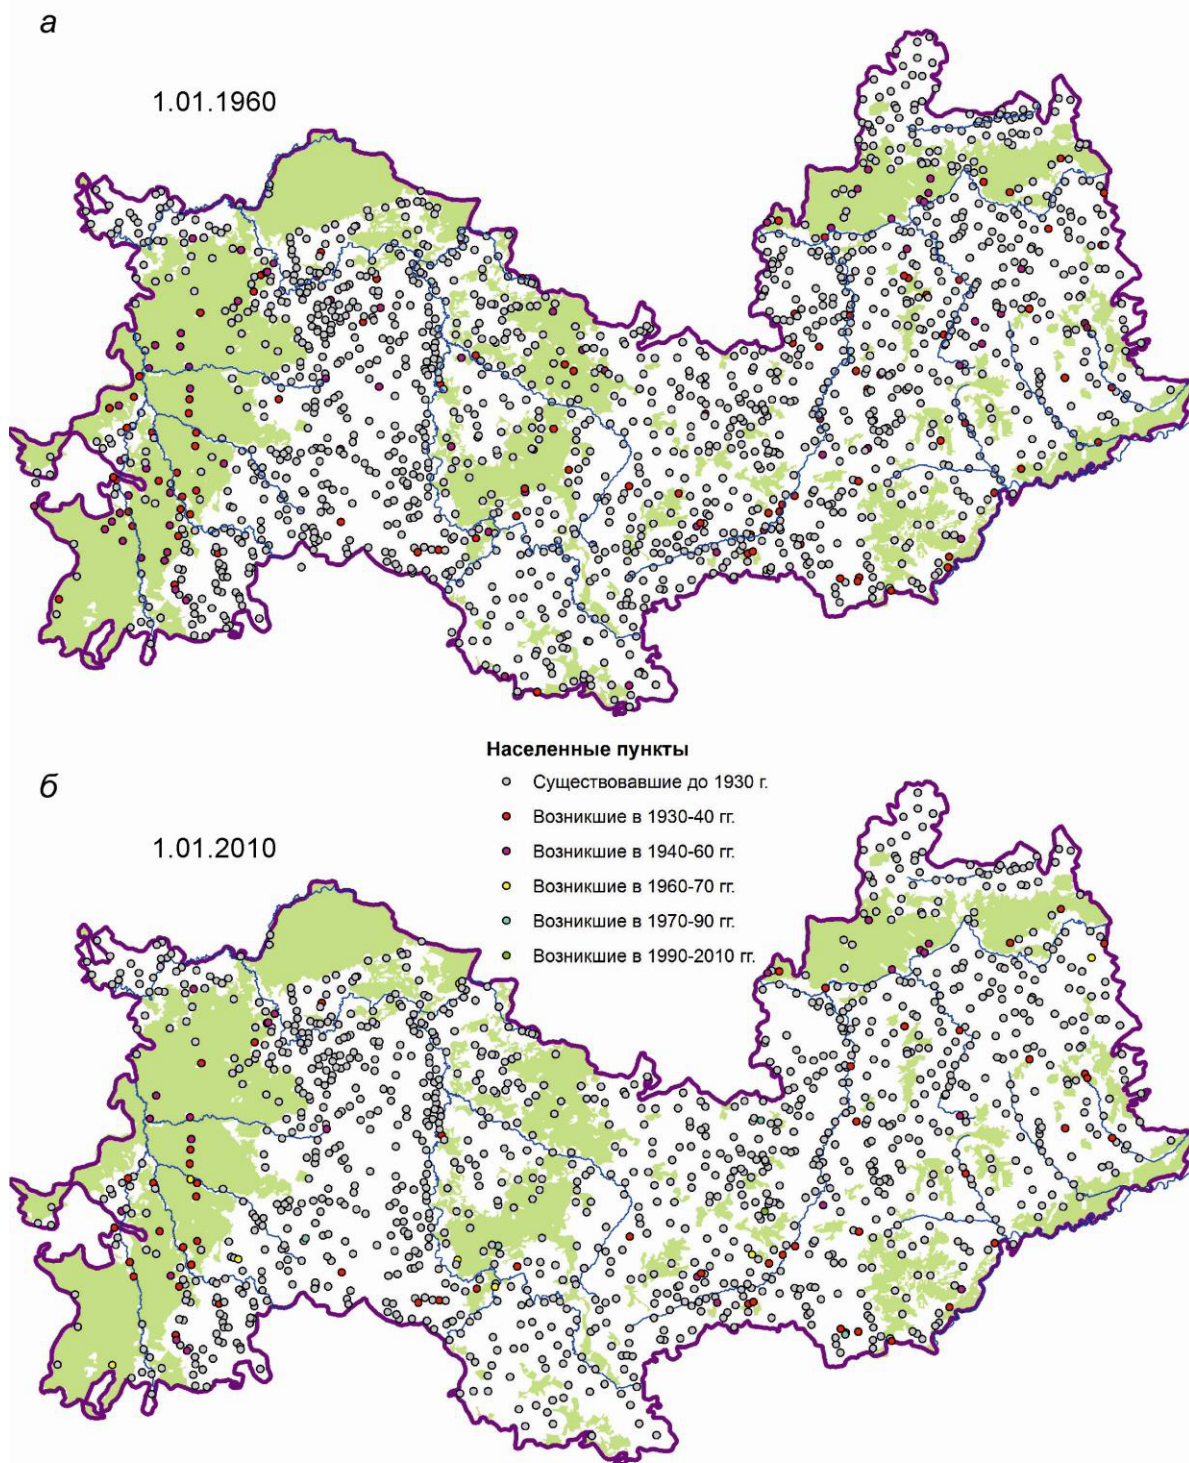 а
1.01.1960
Населенные пункты
Существовавшие до 1930 г.
Возникшие в 1930-40 гг.
Возникшие в 1940-60 гг.
Возникшие в 1960-70 гг.
Возникшие в 1970-90 гг.
Возникшие в 1990-2010 гг.
б
1.01.2010